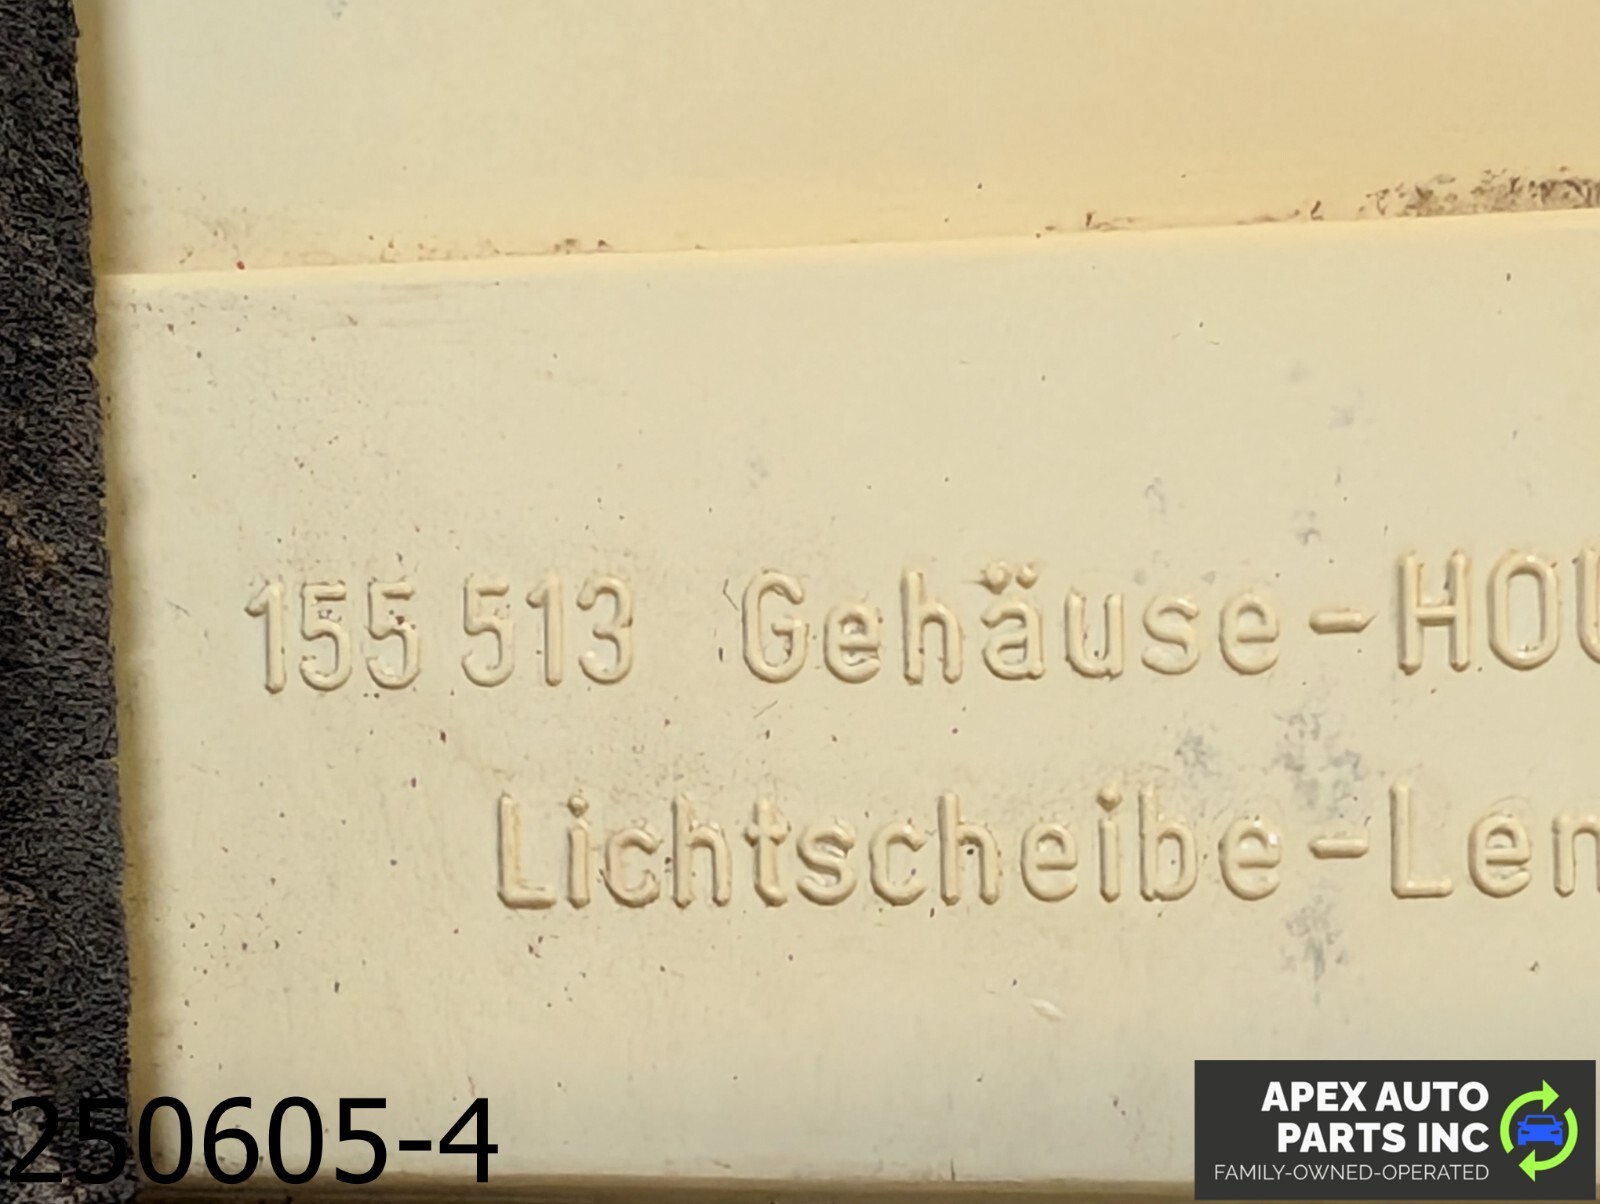 155 513 Gehäuse-HOU
Lichtscheibe-Len
250605-4
APEX AUTO
PARTS INC
FAMILY-OWNED-OPERATED